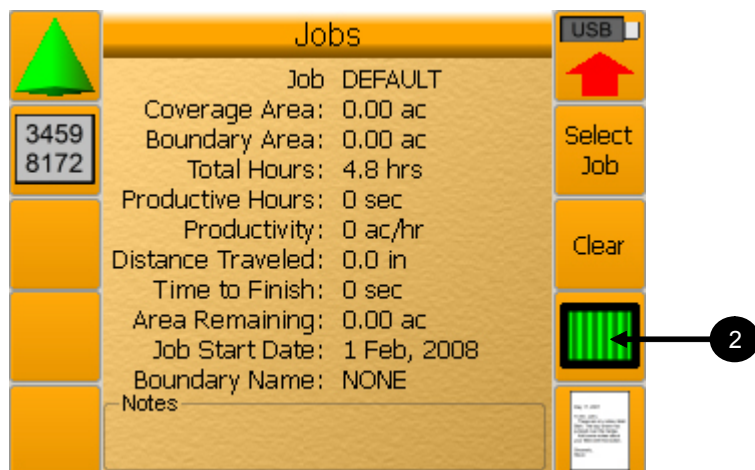 Jobs
USB
Job DEFAULT
Coverage Area: 0.00 ac
Boundary Area: 0.00 ac
Total Hours: 4.8 hrs
Productive Hours: 0 sec
Productivity: 0 ac/hr
Distance Traveled: 0.0 in
Time to Finish: 0 sec
Area Remaining: 0.00 ac
Job Start Date: 1 Feb, 2008
Boundary Name: NONE
Notes
3459
8172
Select
Job
Clear
2